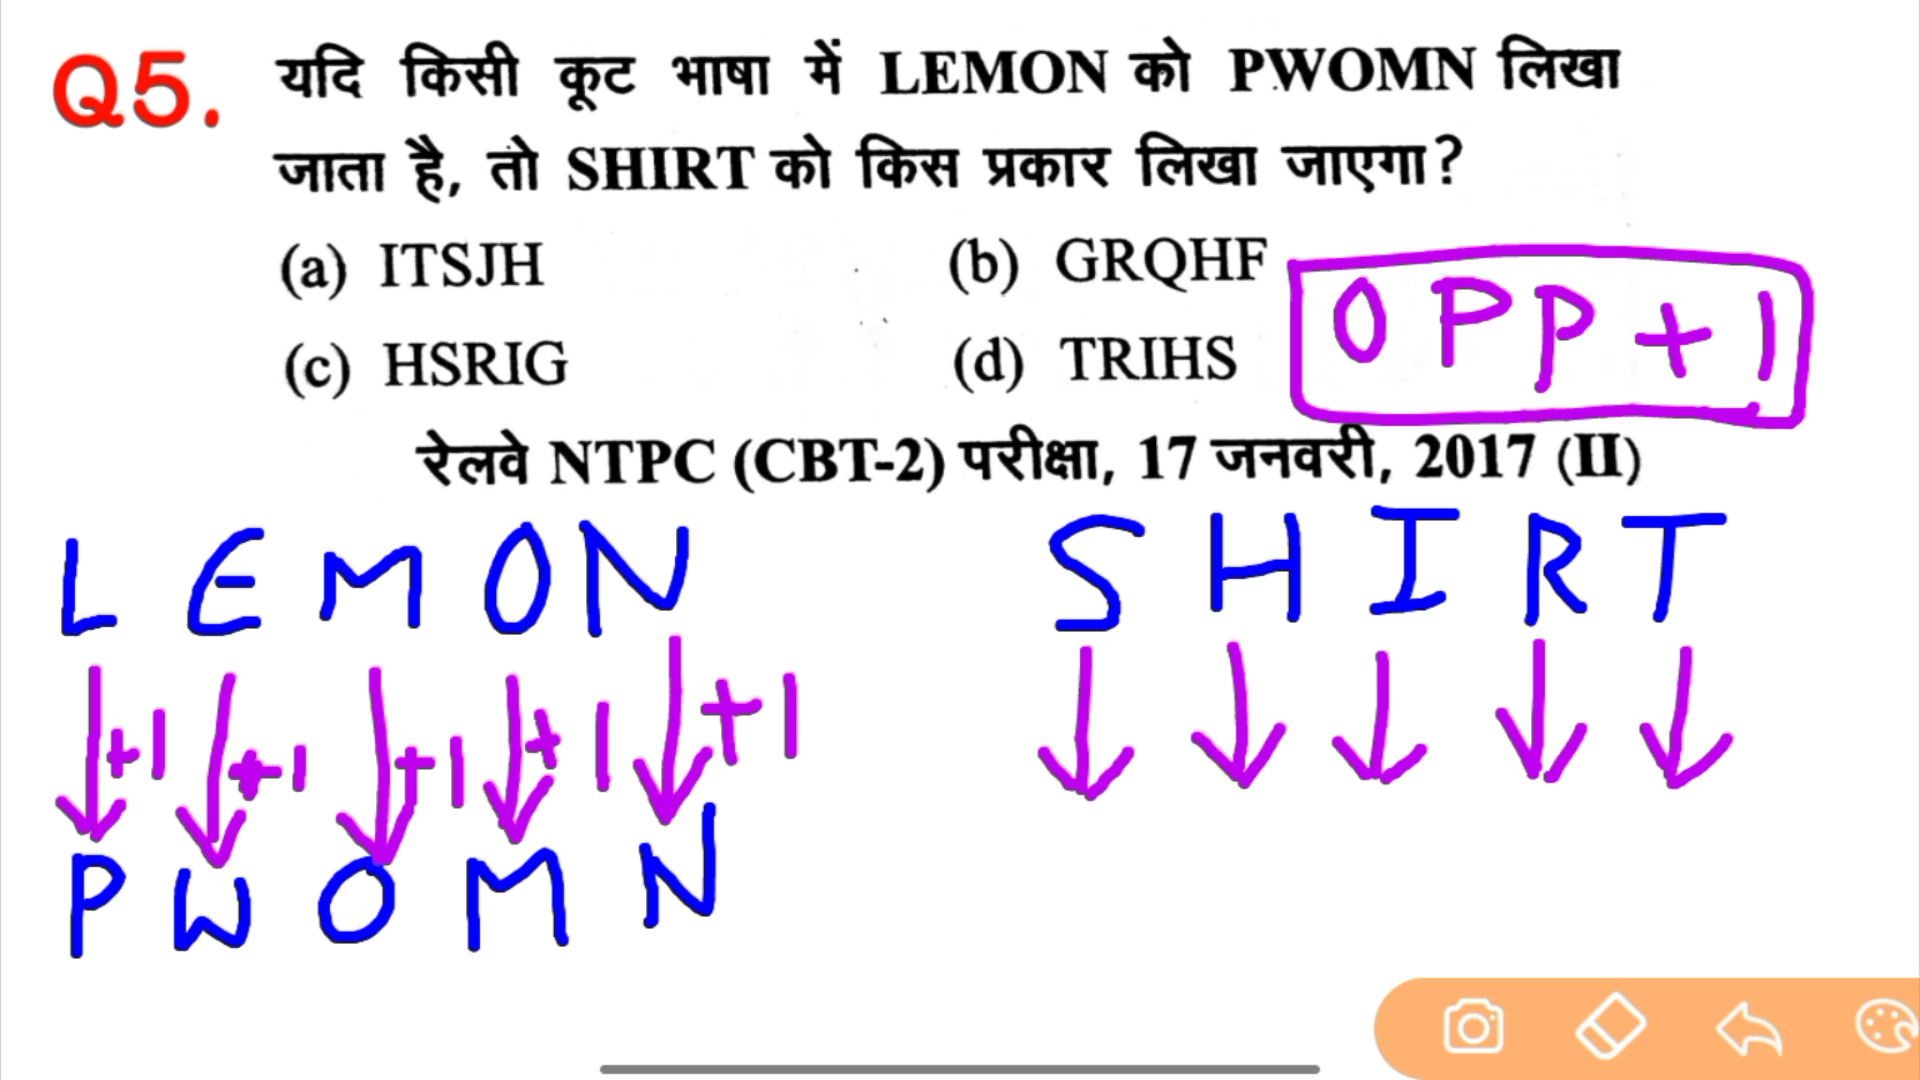 Q5. यदि किसी कूट भाषा में LEMON को PWOMN लिखा
जाता है, तो SHIRT को किस प्रकार लिखा जाएगा?
(a) ITSJH (b) GRQHF
(c) HSRIG (d) TRIHS
OPP+1
रेलवे NTPC (CBT-2) परीक्षा, 17 जनवरी, 2017 (II)
LEMON SHIRT
+1 +1 +1 +1 +1
PWOMN